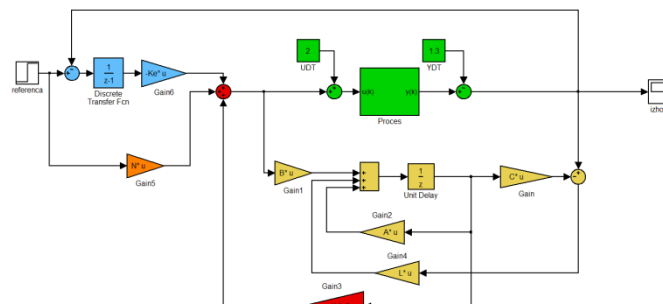 referenca
1
z-1
Discrete
Transfer Fcn
-Ke* u
Gain6
N* u
Gain5
2
UDT
1.3
YDT
u(k)
y(k)
Proces
B* u
Gain1
1
z
Unit Delay
C* u
Gain
Gain2
A* u
Gain4
L* u
Gain3